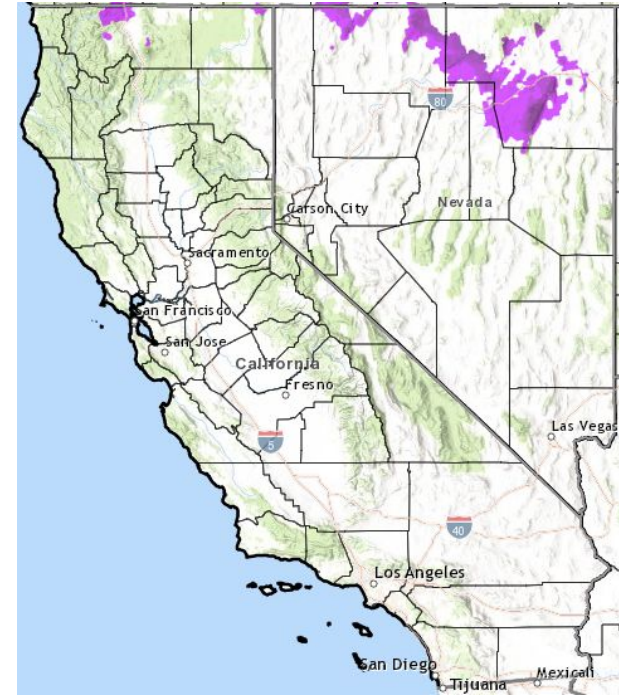 80
Nevada
Carson City
Sacramento
San Francisco
San Jose
California
Fresno
Las Vegas
5
40
Los Angeles
San Diego
Tijuana
Mexicali